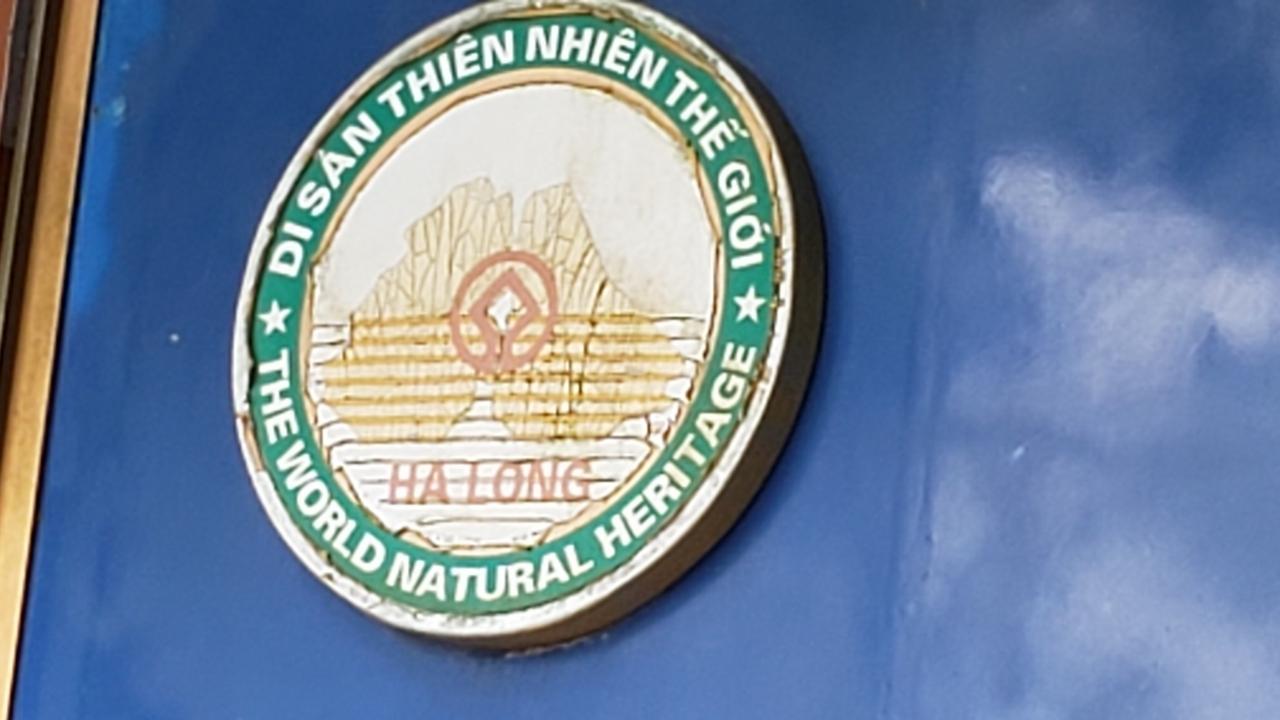 DI SẢN THIÊN NHIÊN THẾ GIỚI
HA LONG
THE WORLD NATURAL HERITAGE